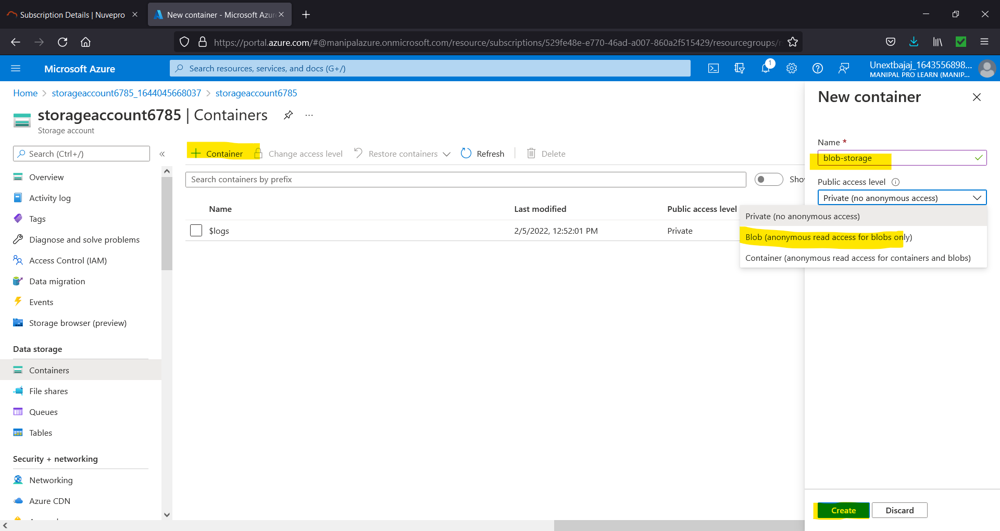 Subscription Details | Nuvepro
New container - Microsoft Azur
https://portal.azure.com/#@manipalazure.onmicrosoft.com/resource/subscriptions/529fe48e-e770-46ad-a007-860a2f515429/resourcegroups/
Microsoft Azure
Search resources, services, and docs (G+/)
1
Unextbajaj_1643556898...
MANIPAL PRO LEARN (MANIP...
Home > storageaccount6785_1644045668037 > storageaccount6785
storageaccount6785 | Containers
Storage account
Search (Ctrl+/)
Overview
Activity log
Tags
Diagnose and solve problems
Access Control (IAM)
Data migration
Events
Storage browser (preview)
Data storage
Containers
File shares
Queues
Tables
Security + networking
Networking
Azure CDN
+ Container
Change access level
Restore containers
Refresh
Delete
Search containers by prefix
Name
Last modified
Public access level
$logs
2/5/2022, 12:52:01 PM
Private
New container
Name *
blob-storage
Public access level
Private (no anonymous access)
Private (no anonymous access)
Blob (anonymous read access for blobs only)
Container (anonymous read access for containers and blobs)
Create
Discard